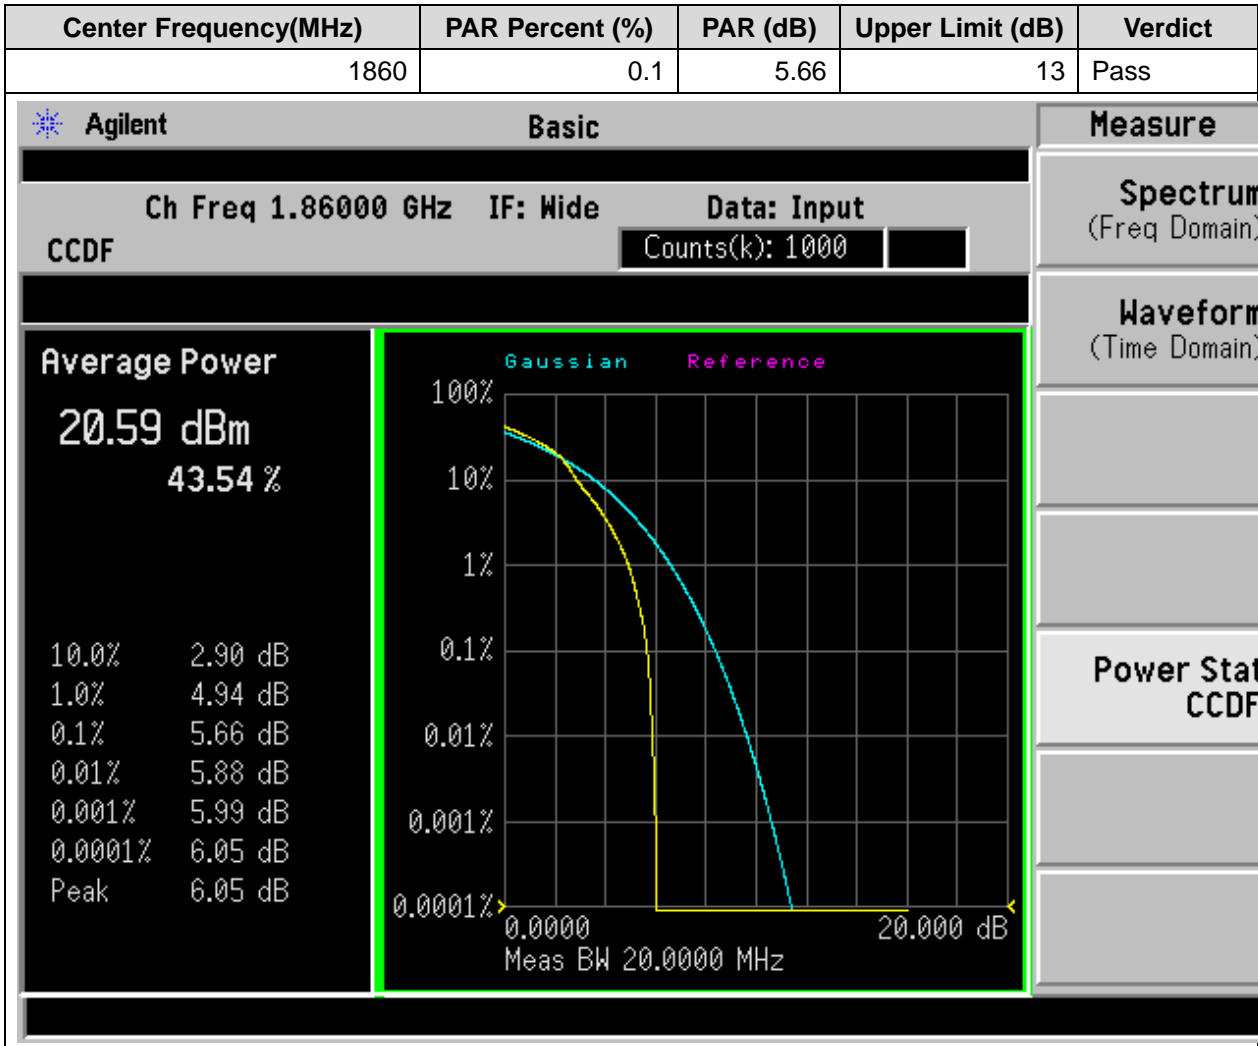 Center Frequency(MHz) PAR Percent (%) PAR (dB) Upper Limit (dB) Verdict
1860 0.1 5.66 13 Pass
Agilent Basic Measure
Ch Freq 1.86000 GHz IF: Wide Data: Input
CCDF Counts(k): 1000
Spectrum
(Freq Domain)
Waveform
(Time Domain)
Power Stat
CCDF
Average Power
20.59 dBm
43.54 %
10.0% 2.90 dB
1.0% 4.94 dB
0.1% 5.66 dB
0.01% 5.88 dB
0.001% 5.99 dB
0.0001% 6.05 dB
Peak 6.05 dB
Gaussian Reference
100%
10%
1%
0.1%
0.01%
0.001%
0.0001%
0.0000 20.000 dB
Meas BW 20.0000 MHz